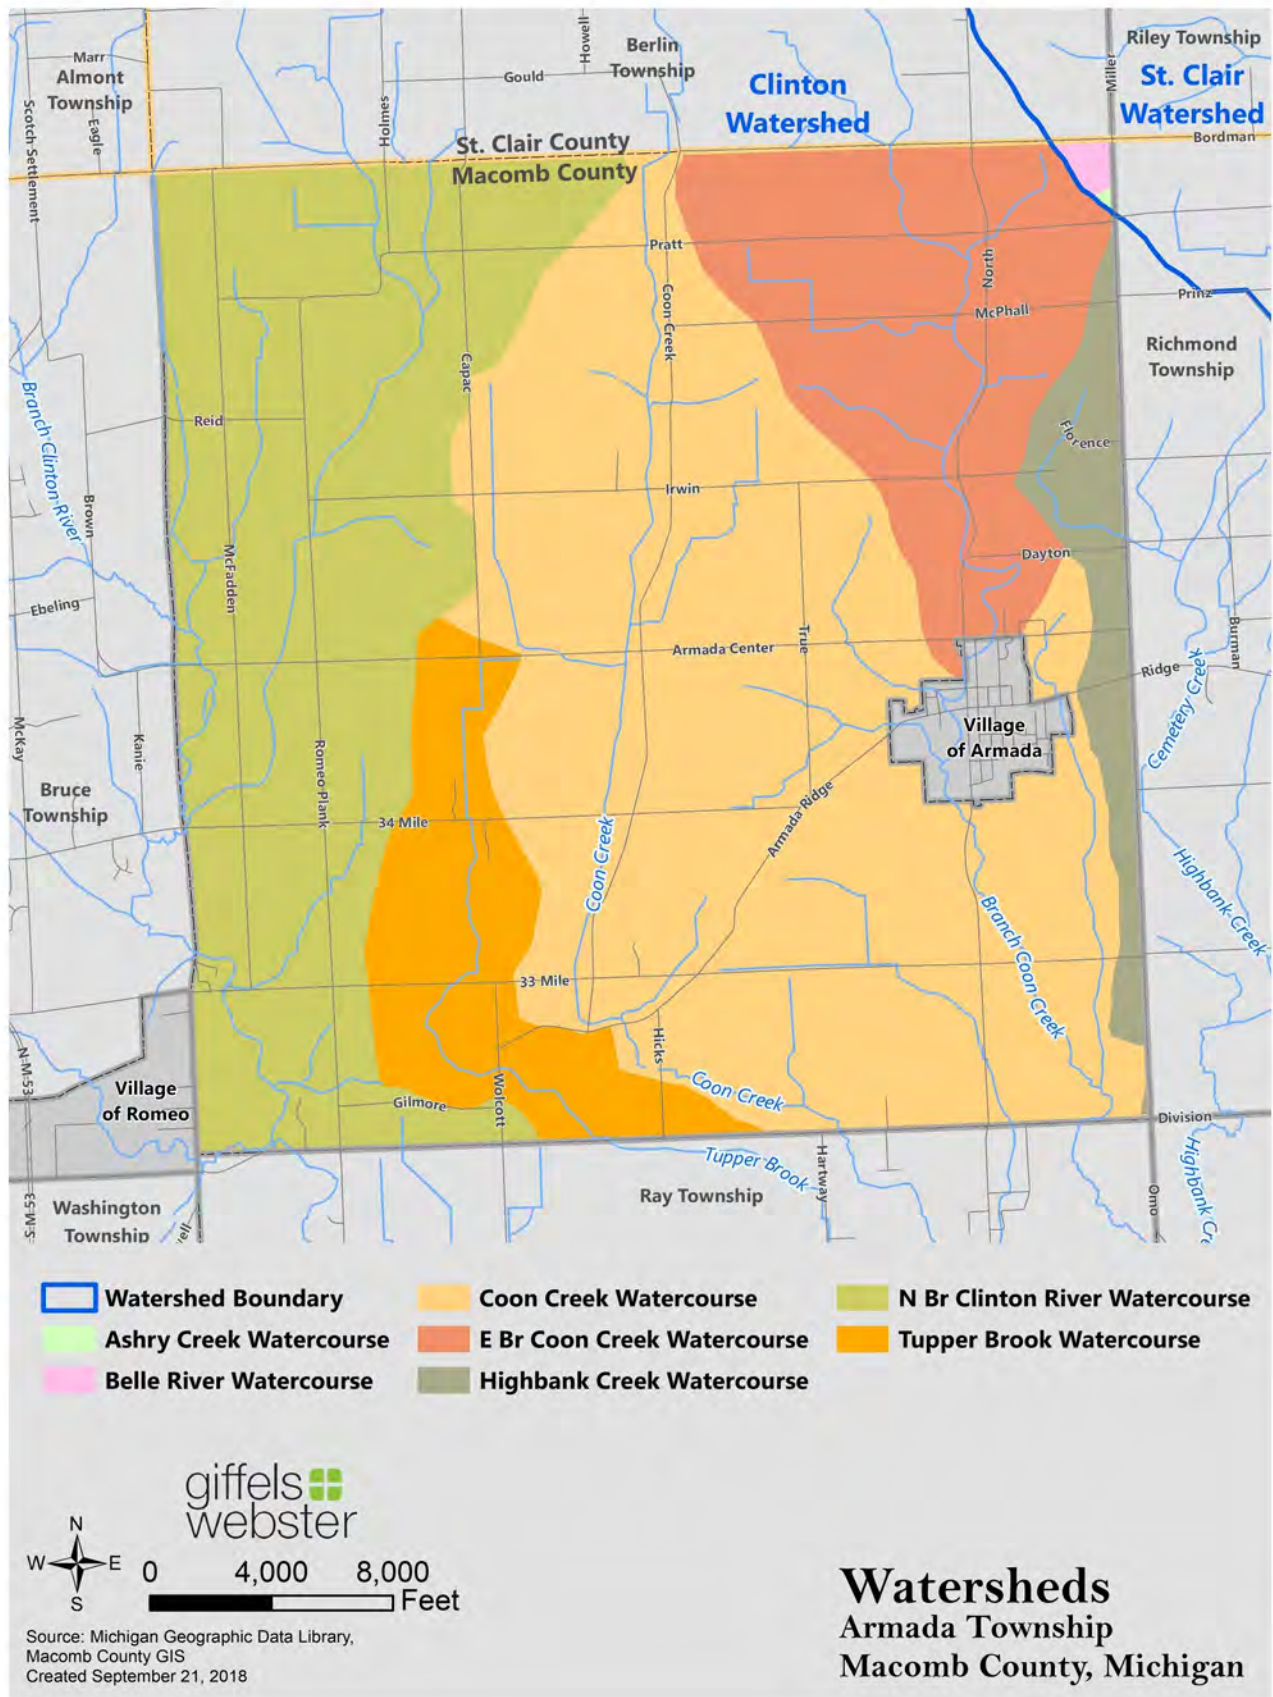 Marr
Almont
Township
Scotch Settlement
Eagle
Holmes
Gould
Howell
Berlin
Township
Clinton
Watershed
Miller
Riley Township
St. Clair
Watershed
Bordman
St. Clair County
Macomb County
Pratt
Coon Creek
North
McPhall
Prinz
Richmond
Township
Capac
Reid
Branch Clinton River
Brown
Florence
Irwin
McFadden
Dayton
Ebeling
Armada Center
True
Burman
Ridge
Cemetery Creek
McKay
Kanie
Romeo Plank
Village
of Armada
Bruce
Township
34 Mile
Armada Ridge
Coon Creek
Highbank Creek
Branch Coon Creek
33 Mile
Hicks
N-M-53
Village
of Romeo
Wolcott
Gilmore
Coon Creek
Division
Tupper Brook
Hartway
Highbank Cre
Omo
Ray Township
Washington
Township
S-M-53
vell
Watershed Boundary
Ashry Creek Watercourse
Belle River Watercourse
Coon Creek Watercourse
E Br Coon Creek Watercourse
Highbank Creek Watercourse
N Br Clinton River Watercourse
Tupper Brook Watercourse
giffels
webster
N
W E
S
0 4,000 8,000
Feet
Source: Michigan Geographic Data Library,
Macomb County GIS
Created September 21, 2018
Watersheds
Armada Township
Macomb County, Michigan